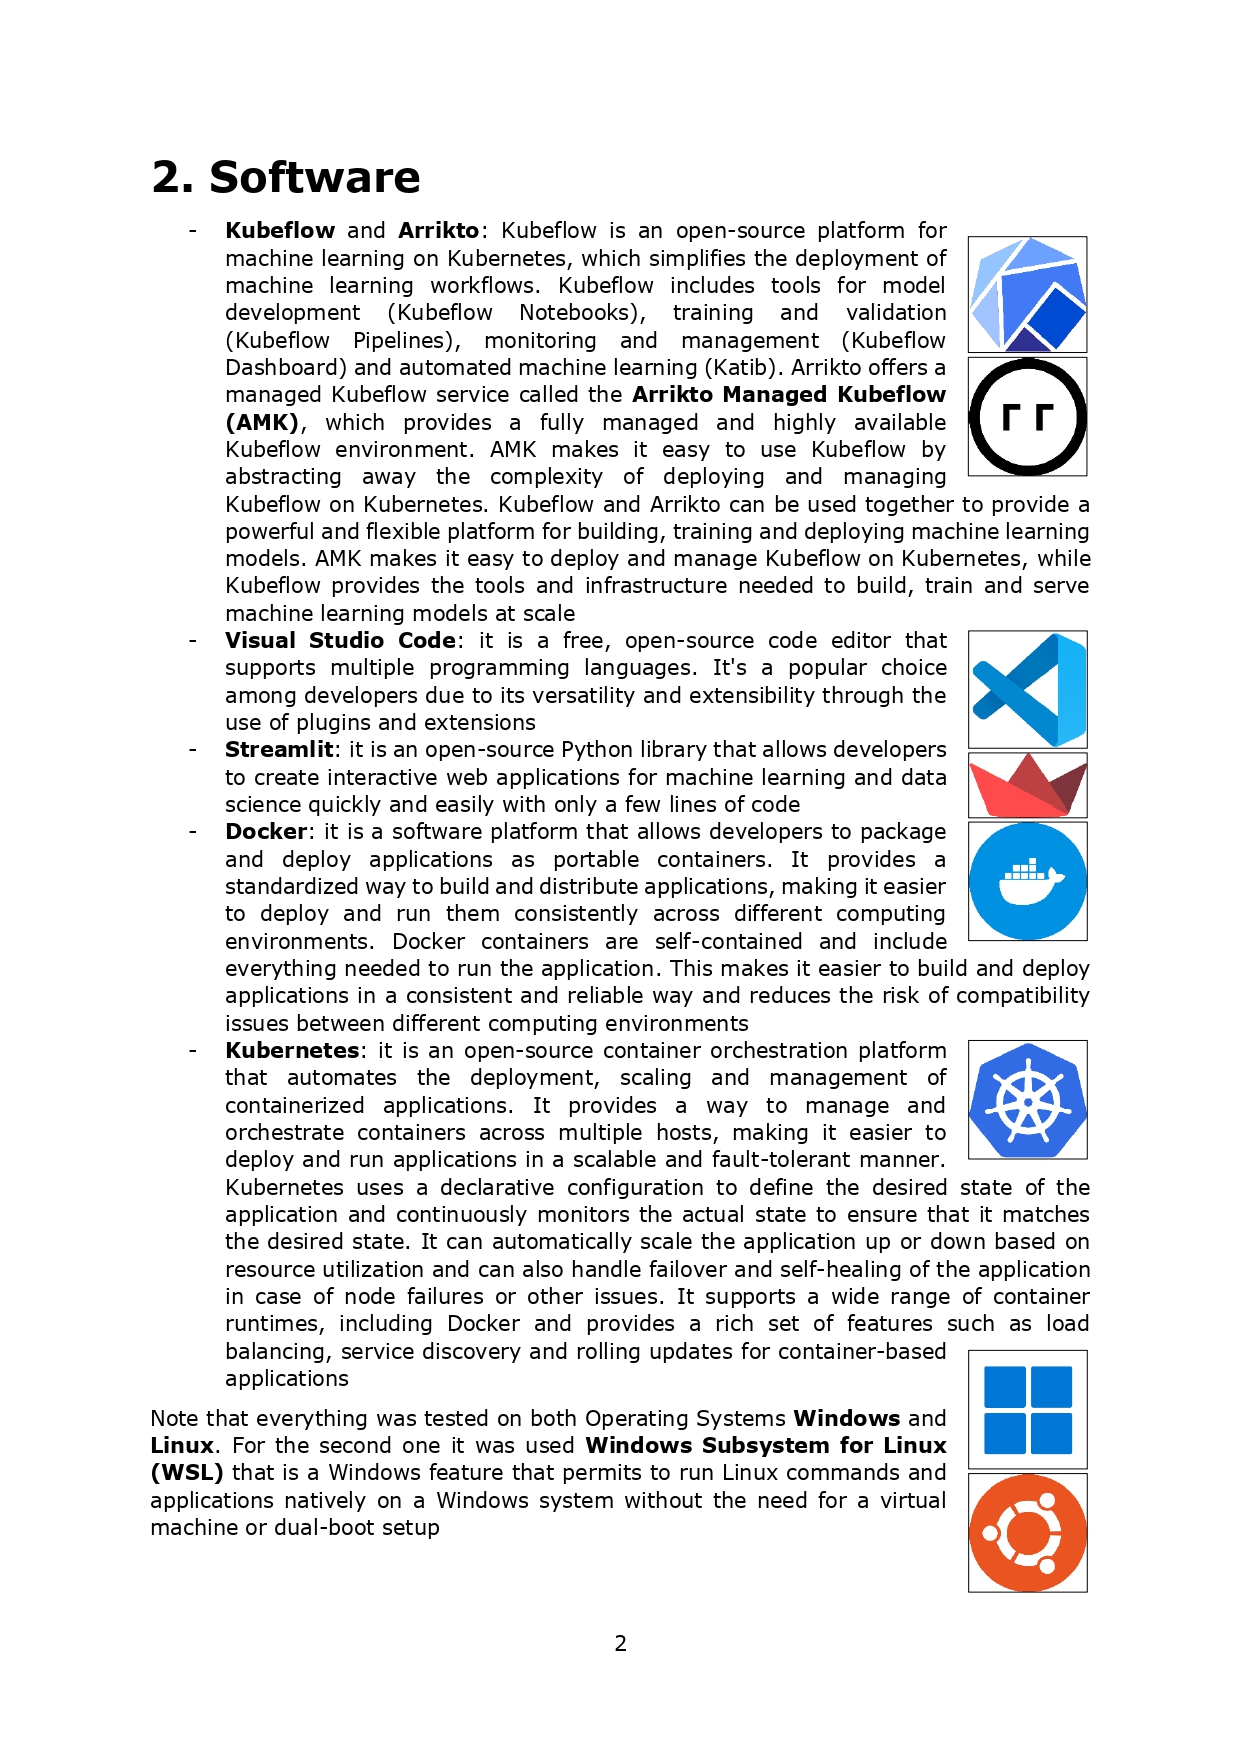 2. Software
- Kubeflow and Arrikto: Kubeflow is an open-source platform for
machine learning on Kubernetes, which simplifies the deployment of
machine learning workflows. Kubeflow includes tools for model
development (Kubeflow Notebooks), training and validation
(Kubeflow Pipelines), monitoring and management (Kubeflow
Dashboard) and automated machine learning (Katib). Arrikto offers a
managed Kubeflow service called the Arrikto Managed Kubeflow
(AMK), which provides a fully managed and highly available
Kubeflow environment. AMK makes it easy to use Kubeflow by
abstracting away the complexity of deploying and managing
Kubeflow on Kubernetes. Kubeflow and Arrikto can be used together to provide a
powerful and flexible platform for building, training and deploying machine learning
models. AMK makes it easy to deploy and manage Kubeflow on Kubernetes, while
Kubeflow provides the tools and infrastructure needed to build, train and serve
machine learning models at scale
- Visual Studio Code: it is a free, open-source code editor that
supports multiple programming languages. It's a popular choice
among developers due to its versatility and extensibility through the
use of plugins and extensions
- Streamlit: it is an open-source Python library that allows developers
to create interactive web applications for machine learning and data
science quickly and easily with only a few lines of code
- Docker: it is a software platform that allows developers to package
and deploy applications as portable containers. It provides a
standardized way to build and distribute applications, making it easier
to deploy and run them consistently across different computing
environments. Docker containers are self-contained and include
everything needed to run the application. This makes it easier to build and deploy
applications in a consistent and reliable way and reduces the risk of compatibility
issues between different computing environments
- Kubernetes: it is an open-source container orchestration platform
that automates the deployment, scaling and management of
containerized applications. It provides a way to manage and
orchestrate containers across multiple hosts, making it easier to
deploy and run applications in a scalable and fault-tolerant manner.
Kubernetes uses a declarative configuration to define the desired state of the
application and continuously monitors the actual state to ensure that it matches
the desired state. It can automatically scale the application up or down based on
resource utilization and can also handle failover and self-healing of the application
in case of node failures or other issues. It supports a wide range of container
runtimes, including Docker and provides a rich set of features such as load
balancing, service discovery and rolling updates for container-based
applications
Note that everything was tested on both Operating Systems Windows and
Linux. For the second one it was used Windows Subsystem for Linux
(WSL) that is a Windows feature that permits to run Linux commands and
applications natively on a Windows system without the need for a virtual
machine or dual-boot setup
2